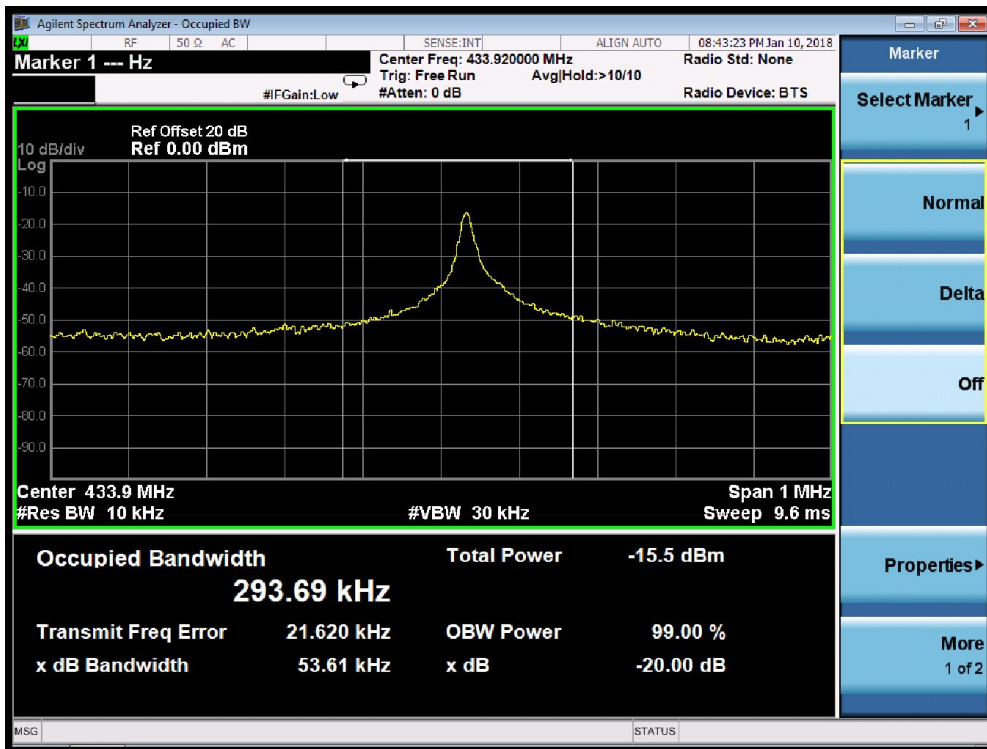 Agilent Spectrum Analyzer - Occupied BW
LXI RF 50 Ω AC SENSE:INT ALIGN AUTO 08:43:23 PM Jan 10, 2018
Marker 1 --- Hz
Center Freq: 433.920000 MHz Radio Std: None
Trig: Free Run Avg|Hold:>10/10
#IFGain:Low #Atten: 0 dB Radio Device: BTS
Ref Offset 20 dB
10 dB/div Ref 0.00 dBm
Log
-10.0
-20.0
-30.0
-40.0
-50.0
-60.0
-70.0
-80.0
-90.0
Center 433.9 MHz Span 1 MHz
#Res BW 10 kHz #VBW 30 kHz Sweep 9.6 ms
Occupied Bandwidth Total Power -15.5 dBm
293.69 kHz
Transmit Freq Error 21.620 kHz OBW Power 99.00 %
x dB Bandwidth 53.61 kHz x dB -20.00 dB
MSG STATUS
Marker
Select Marker
1
Normal
Delta
Off
Properties
More
1 of 2